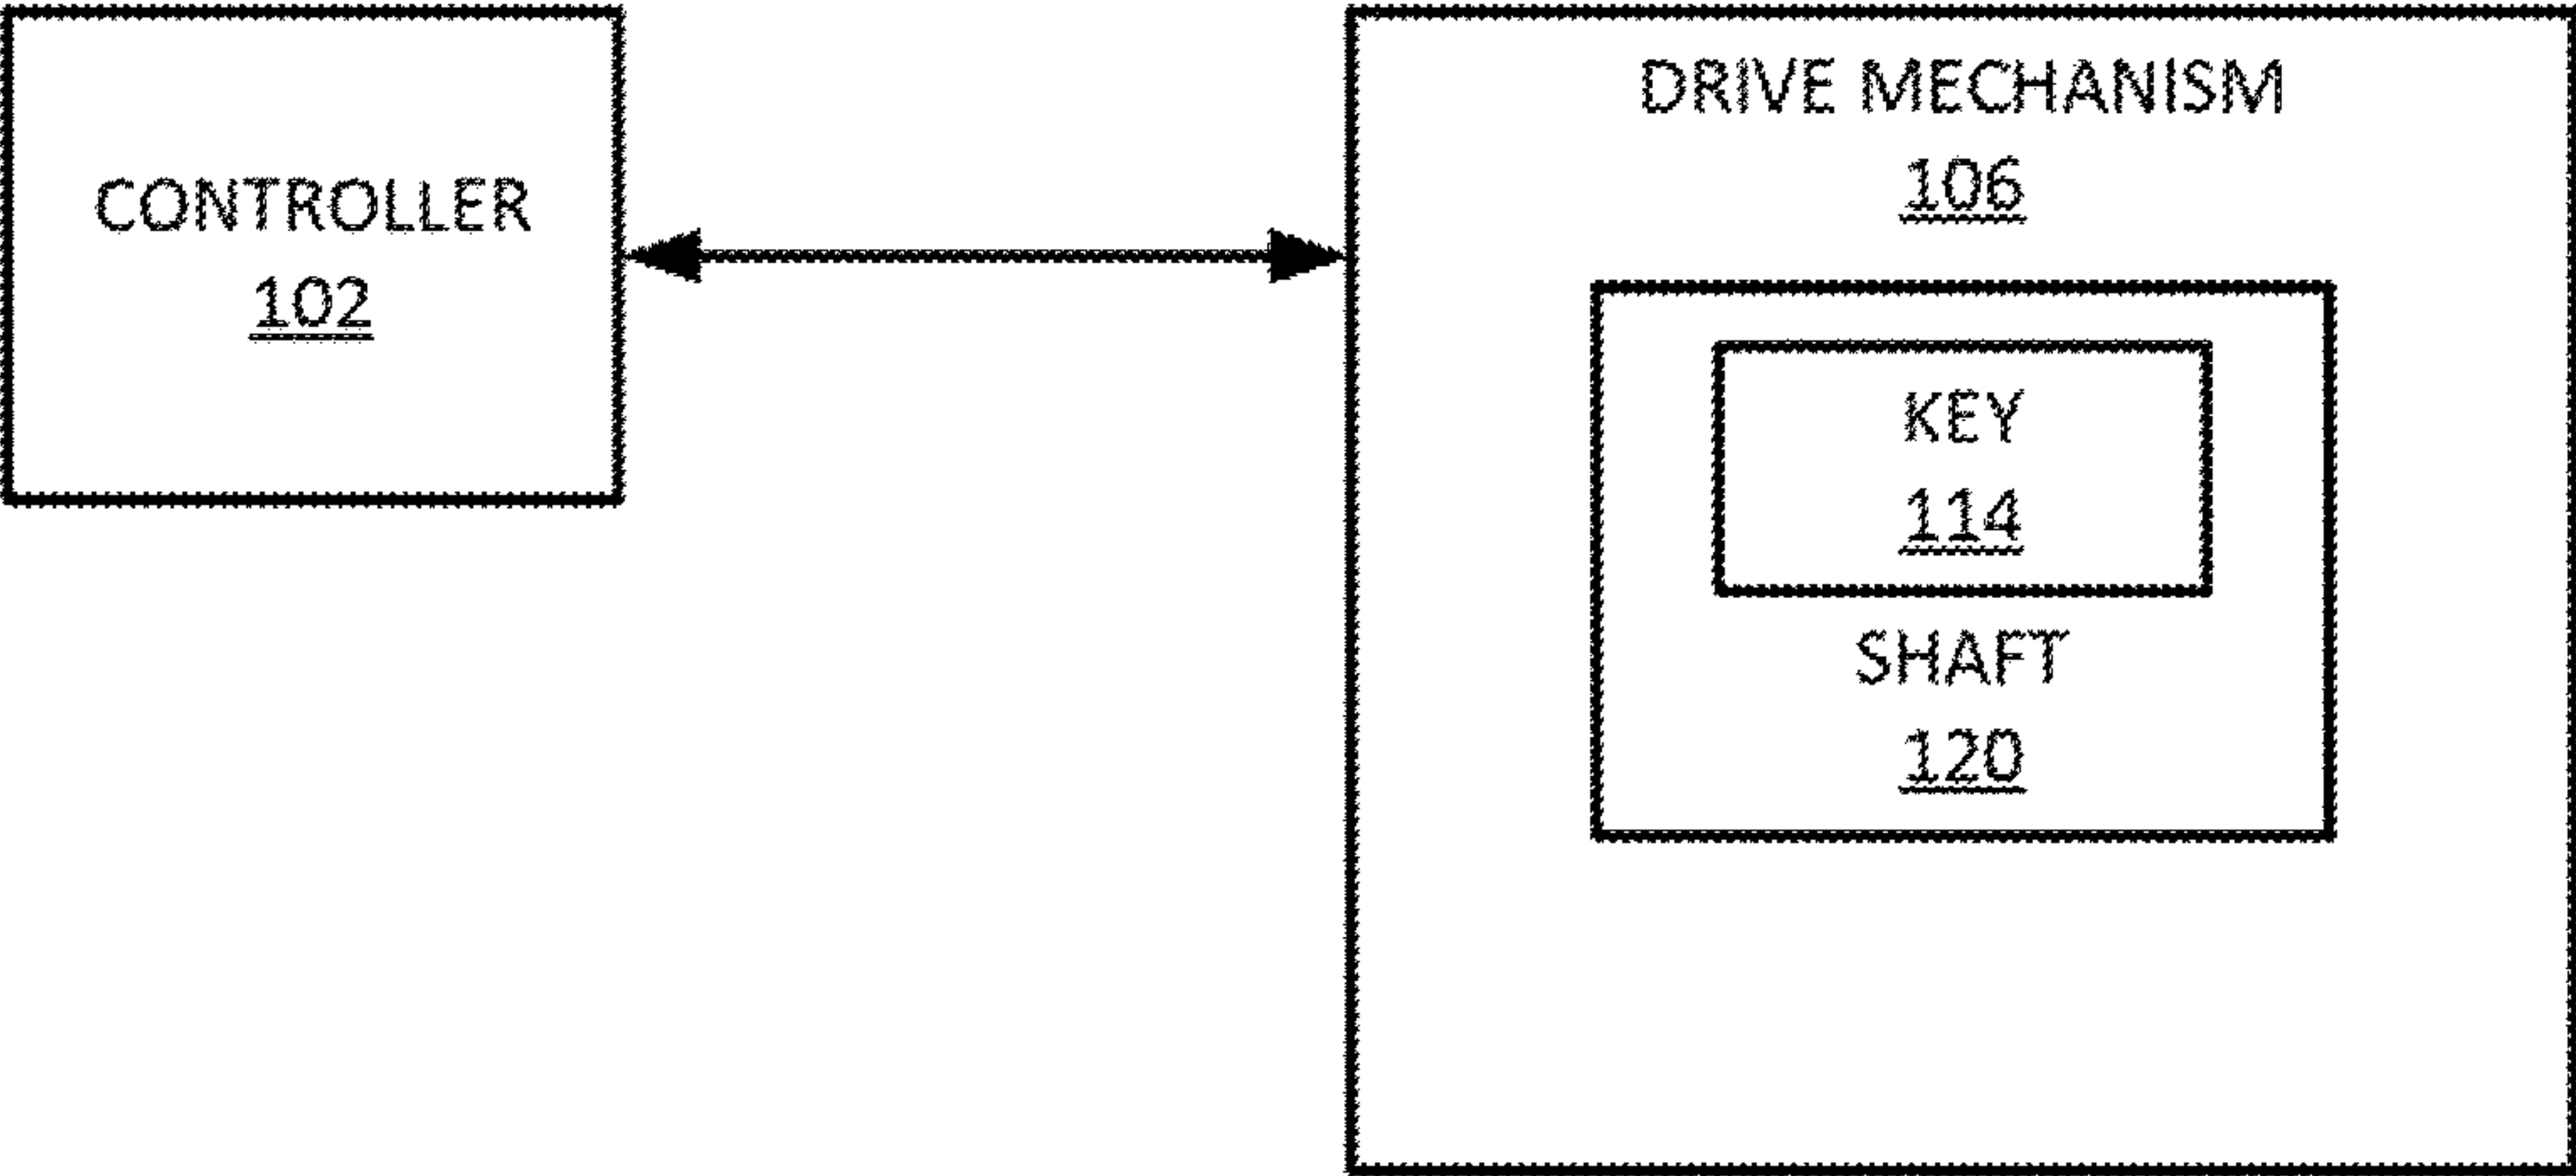 CONTROLLER
102
DRIVE MECHANISM
106
KEY
114
SHAFT
120